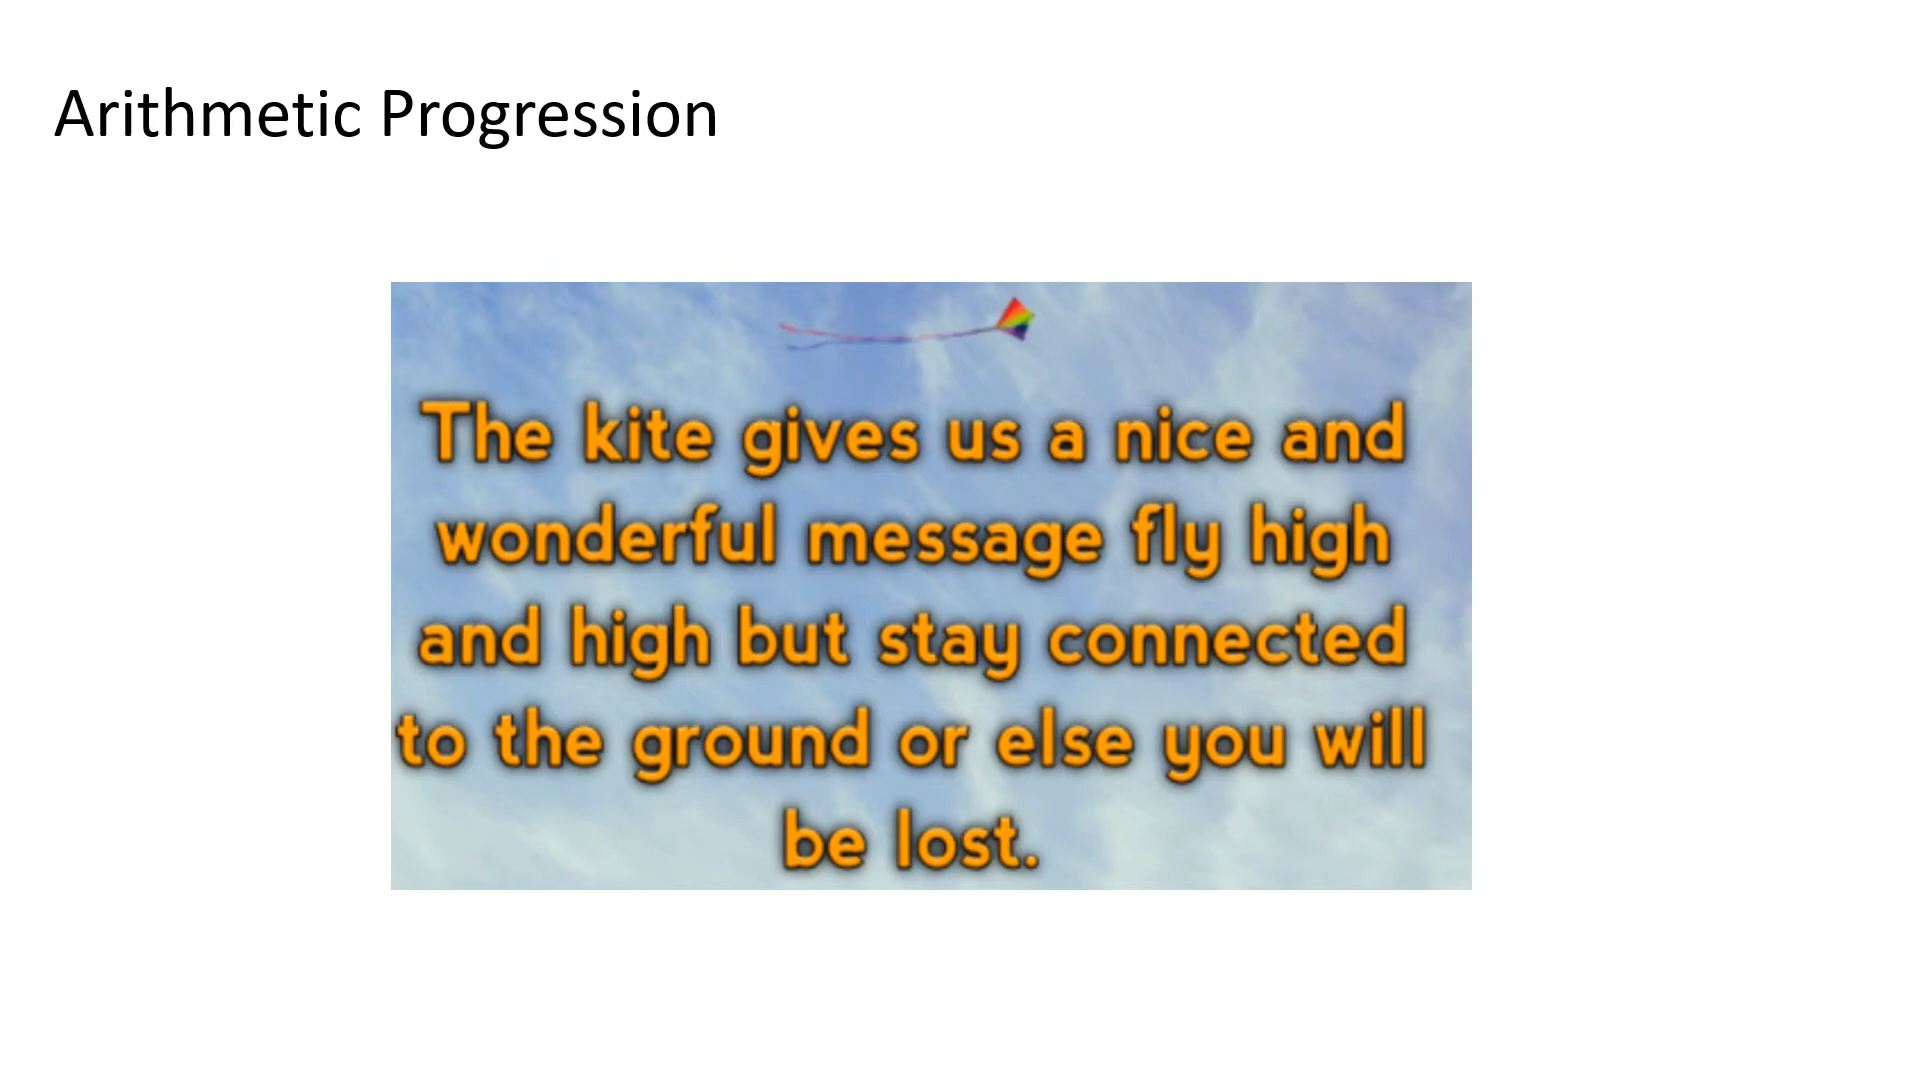 Arithmetic Progression
The kite gives us a nice and
wonderful message fly high
and high but stay connected
to the ground or else you will
be lost.